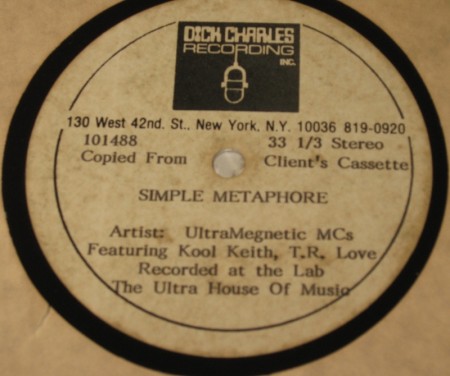 DICK CHARLES
RECORDING
INC.
130 West 42nd. St., New York, N.Y. 10036 819-0920
101488 33 1/3 Stereo
Copied From Client's Cassette
SIMPLE METAPHORE
Artist: UltraMegnetic MCs
Featuring Kool Keith, T.R. Love
Recorded at the Lab
The Ultra House Of Music